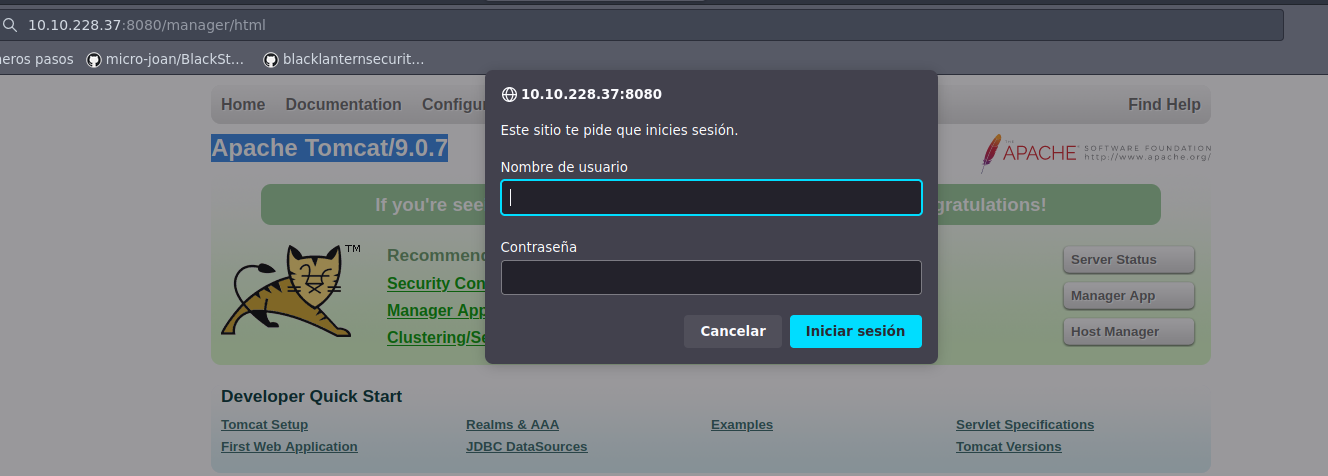 10.10.228.37:8080/manager/html
eros pasos micro-joan/BlackSt… blacklanternsecurit…
10.10.228.37:8080
Este sitio te pide que inicies sesión.
Nombre de usuario
Contraseña
Cancelar Iniciar sesión
Home Documentation Configu Find Help
Apache Tomcat/9.0.7
THE APACHE SOFTWARE FOUNDATION
http://www.apache.org/
If you're see gratulations!
TM
Recommen
Security Con
Manager App
Clustering/Se
Server Status
Manager App
Host Manager
Developer Quick Start
Tomcat Setup Realms & AAA Examples Servlet Specifications
First Web Application JDBC DataSources Tomcat Versions